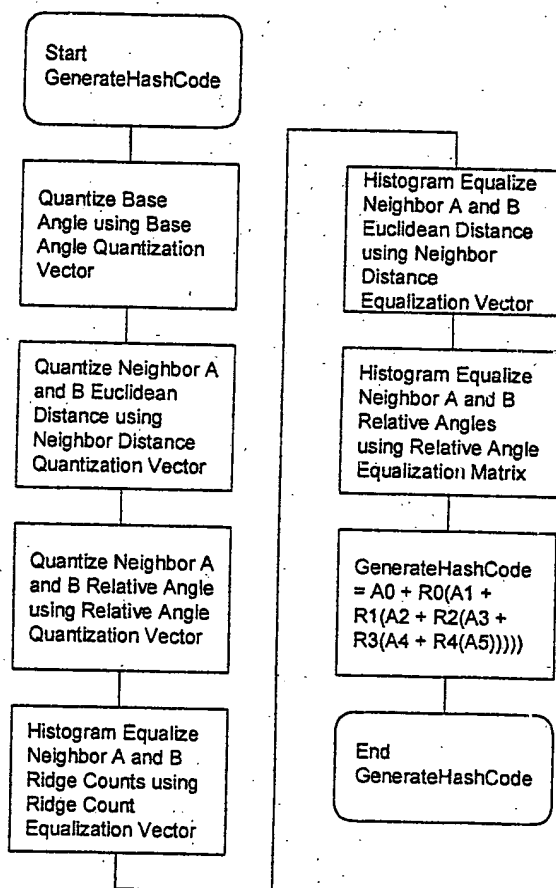 Start
GenerateHashCode
Quantize Base
Angle using Base
Angle Quantization
Vector
Quantize Neighbor A
and B Euclidean
Distance using
Neighbor Distance
Quantization Vector
Quantize Neighbor A
and B Relative Angle
using Relative Angle
Quantization Vector
Histogram Equalize
Neighbor A and B
Ridge Counts using
Ridge Count
Equalization Vector
Histogram Equalize
Neighbor A and B
Euclidean Distance
using Neighbor
Distance
Equalization Vector
Histogram Equalize
Neighbor A and B
Relative Angles
using Relative Angle
Equalization Matrix
GenerateHashCode
= A0 + R0(A1 +
R1(A2 + R2(A3 +
R3(A4 + R4(A5)))))
End
GenerateHashCode